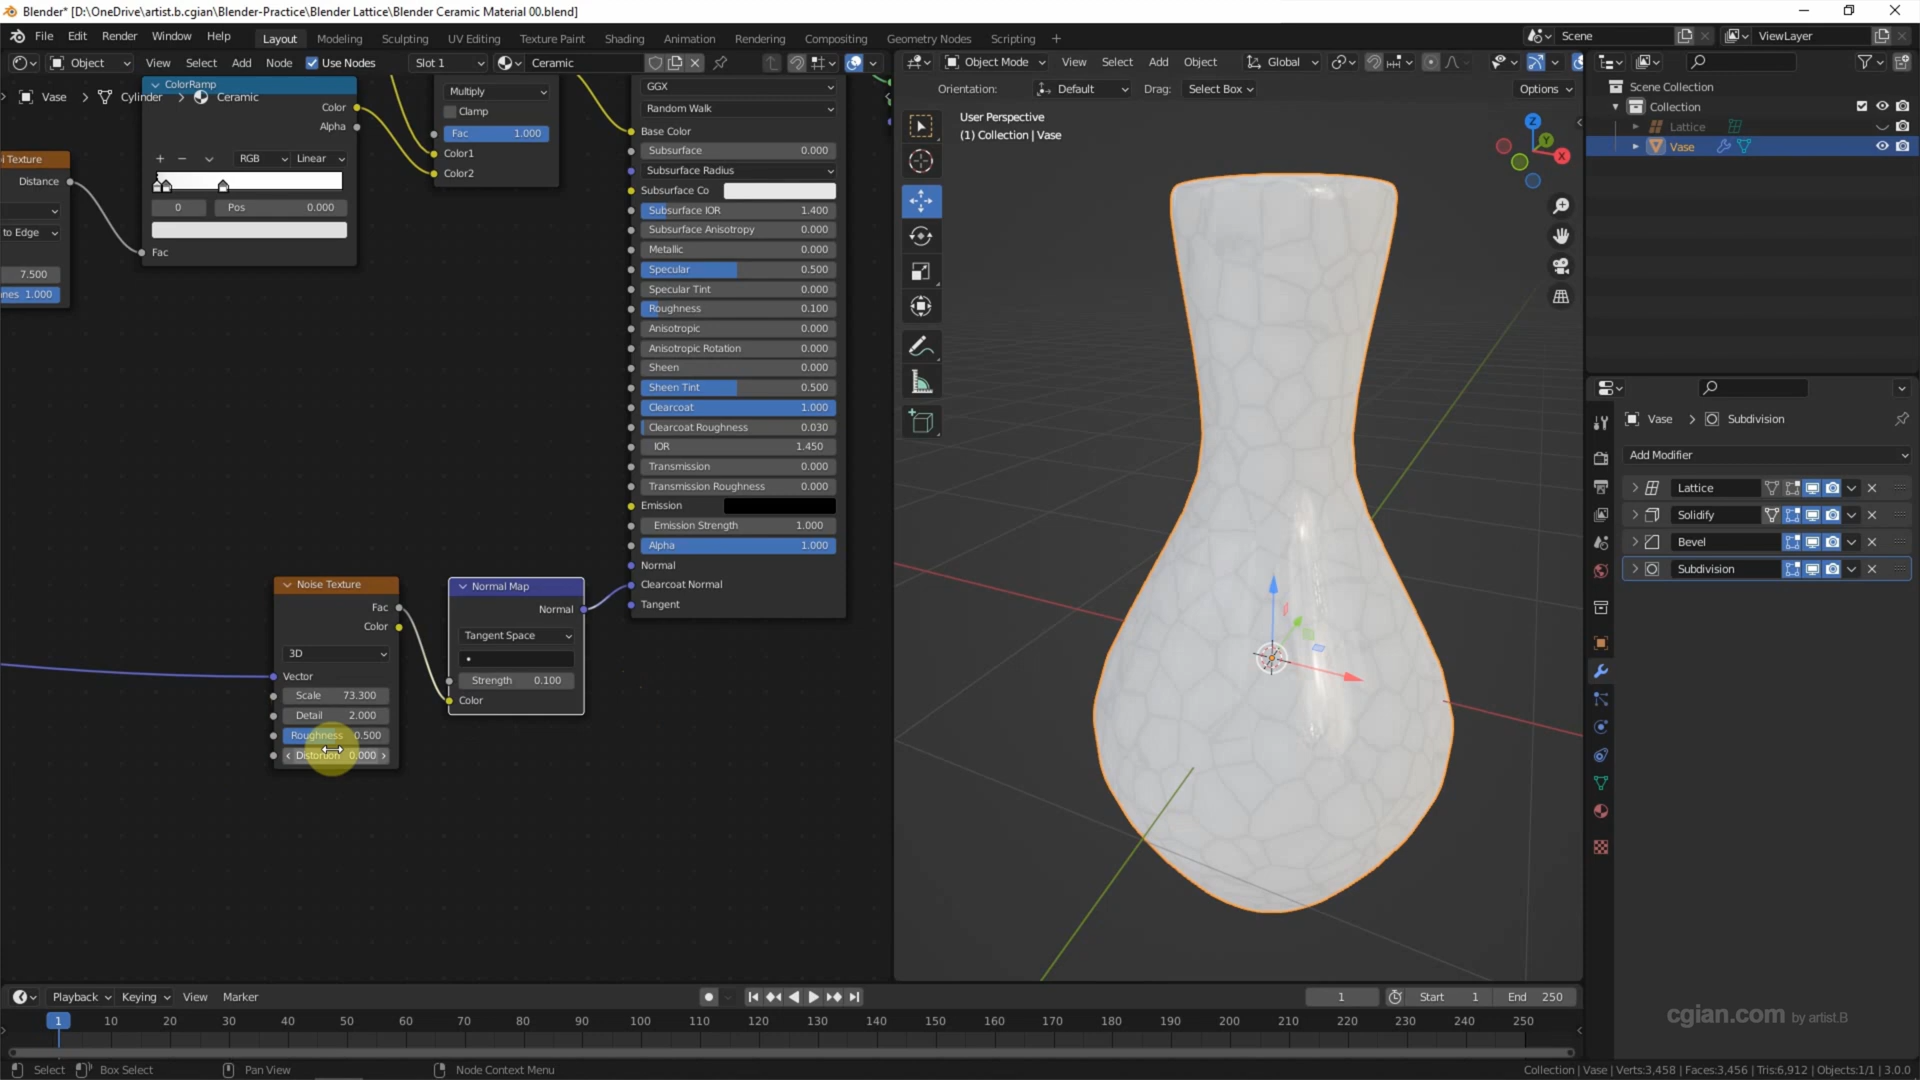 Blender* [D:\OneDrive\artist.b.cgian\Blender-Practice\Blender Lattice\Blender Ceramic Material 00.blend]
File Edit Render Window Help Layout Modeling Sculpting UV Editing Texture Paint Shading Animation Rendering Compositing Geometry Nodes Scripting + Scene ViewLayer
Object View Select Add Node Use Nodes Slot 1 Ceramic
Object Mode View Select Add Object Global
Orientation: Default Drag: Select Box Options
Vase > Cylinder > Ceramic
ColorRamp
Color
Alpha
RGB Linear
0 Pos 0.000
Fac
Texture
Distance
to Edge
7.500
1.000
Multiply
Clamp
Fac 1.000
Color1
Color2
GGX
Random Walk
Base Color
Subsurface 0.000
Subsurface Radius
Subsurface Co
Subsurface IOR 1.400
Subsurface Anisotropy 0.000
Metallic 0.000
Specular 0.500
Specular Tint 0.000
Roughness 0.100
Anisotropic 0.000
Anisotropic Rotation 0.000
Sheen 0.000
Sheen Tint 0.500
Clearcoat 1.000
Clearcoat Roughness 0.030
IOR 1.450
Transmission 0.000
Transmission Roughness 0.000
Emission
Emission Strength 1.000
Alpha 1.000
Normal
Clearcoat Normal
Tangent
Noise Texture
Fac
Color
3D
Vector
Scale 73.300
Detail 2.000
Roughness 0.500
Distortion 0.000
Normal Map
Normal
Tangent Space
Strength 0.100
Color
User Perspective
(1) Collection | Vase
Z
Y
X
Scene Collection
Collection
Lattice
Vase
Vase > Subdivision
Add Modifier
Lattice
Solidify
Bevel
Subdivision
Playback Keying View Marker 1 Start 1 End 250
1 10 20 30 40 50 60 70 80 90 100 110 120 130 140 150 160 170 180 190 200 210 220 230 240 250
cgian.com by artist.B
Select Box Select Pan View Node Context Menu Collection | Vase | Verts:3,458 | Faces:3,456 | Tris:6,912 | Objects:1/1 | 3.0.0